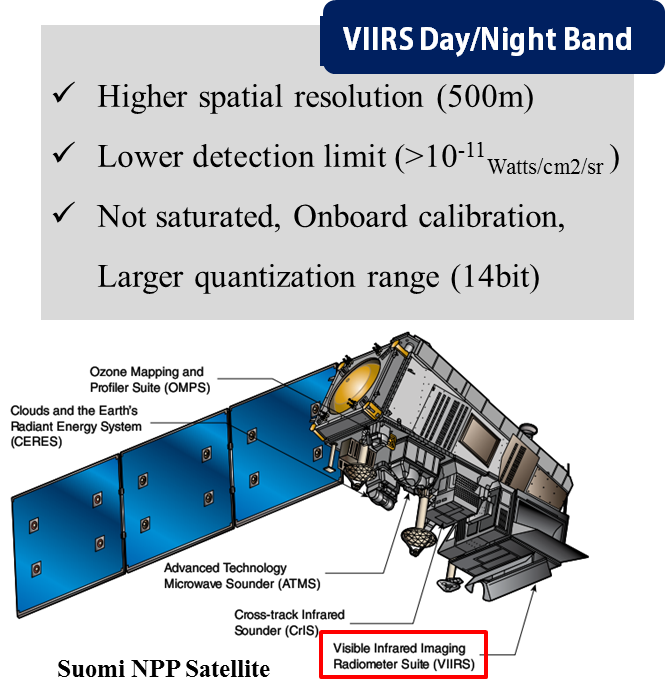 VIIRS Day/Night Band
✓ Higher spatial resolution (500m)
✓ Lower detection limit (>10⁻¹¹ Watts/cm2/sr )
✓ Not saturated, Onboard calibration,
Larger quantization range (14bit)
Ozone Mapping and
Profiler Suite (OMPS)
Clouds and the Earth's
Radiant Energy System
(CERES)
Advanced Technology
Microwave Sounder (ATMS)
Cross-track Infrared
Sounder (CrIS)
Visible Infrared Imaging
Radiometer Suite (VIIRS)
Suomi NPP Satellite